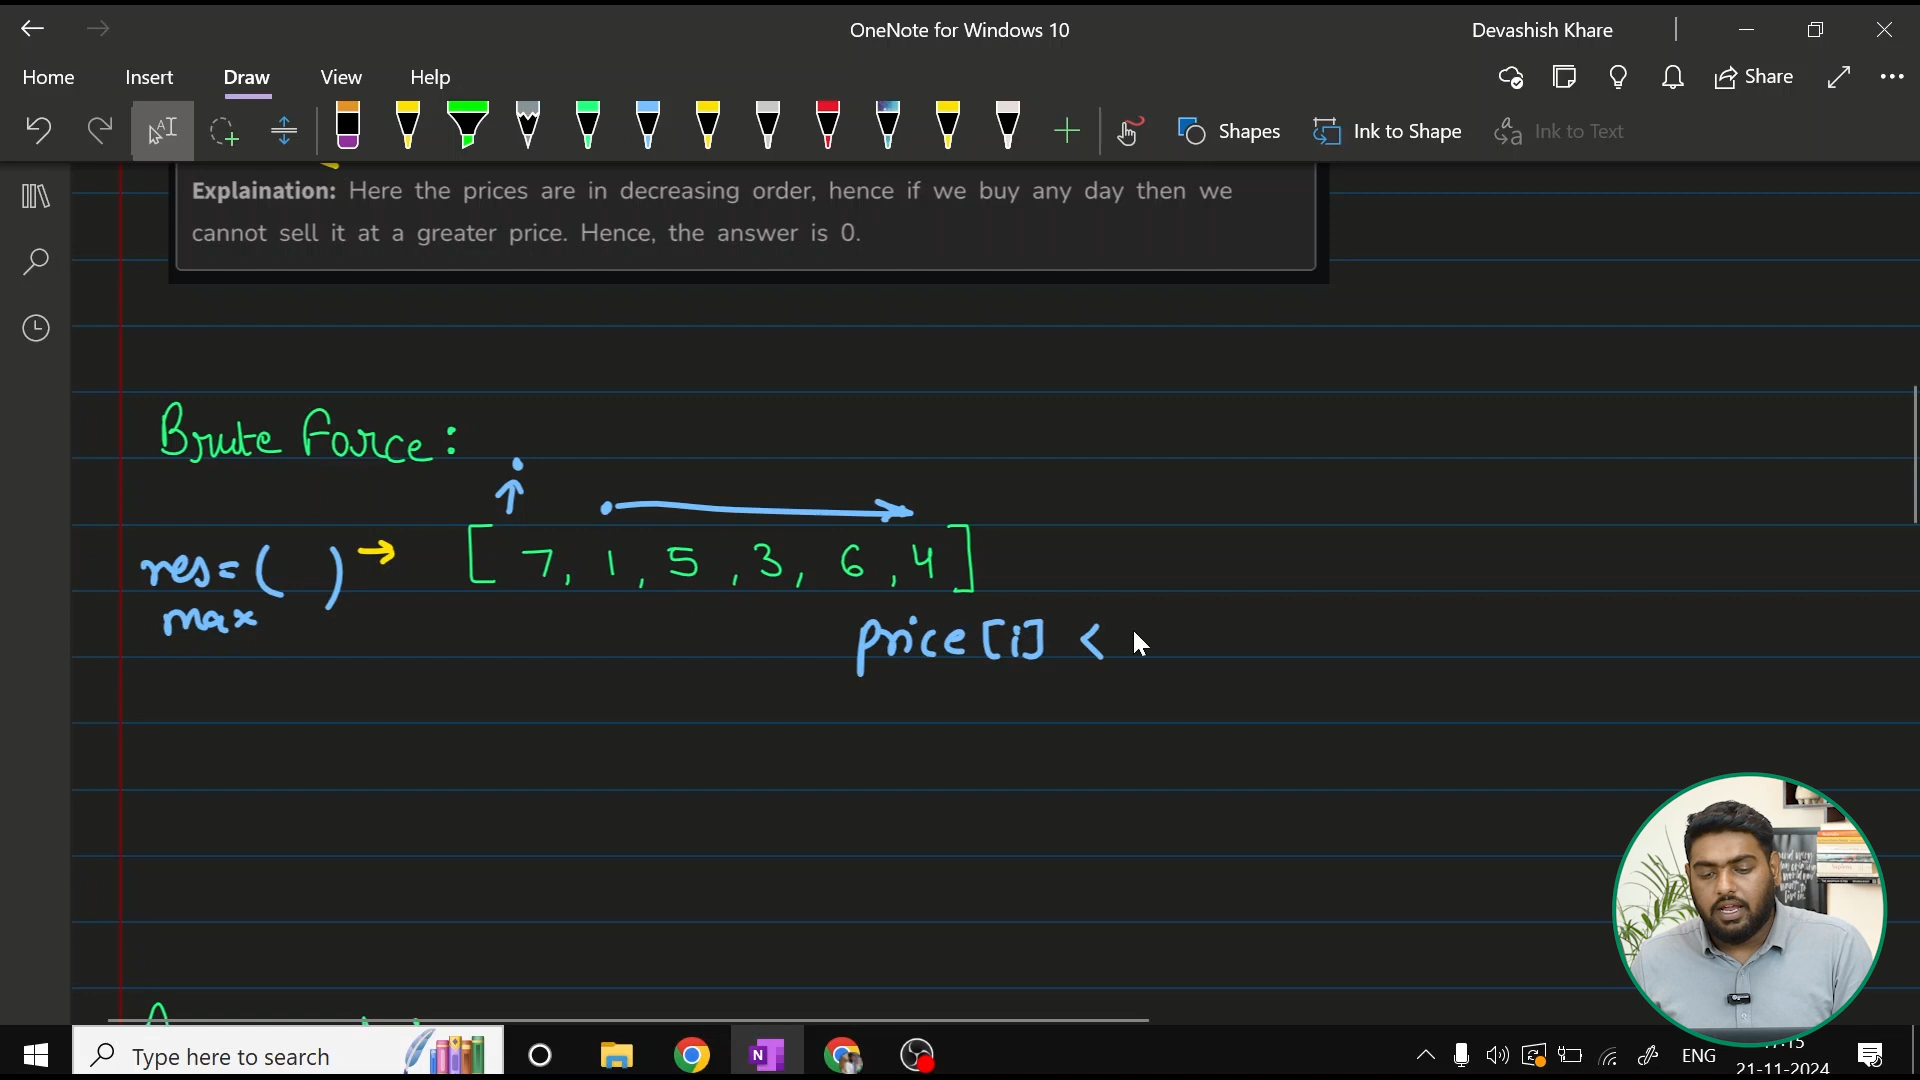 OneNote for Windows 10
Devashish Khare
Home Insert Draw View Help
Share
Shapes Ink to Shape Ink to Text
Explaination: Here the prices are in decreasing order, hence if we buy any day then we
cannot sell it at a greater price. Hence, the answer is 0.
Brute Force:
res = ( ) → [ 7, 1, 5, 3, 6, 4 ]
max
price [i] <
Type here to search
ENG
17:15
21-11-2024